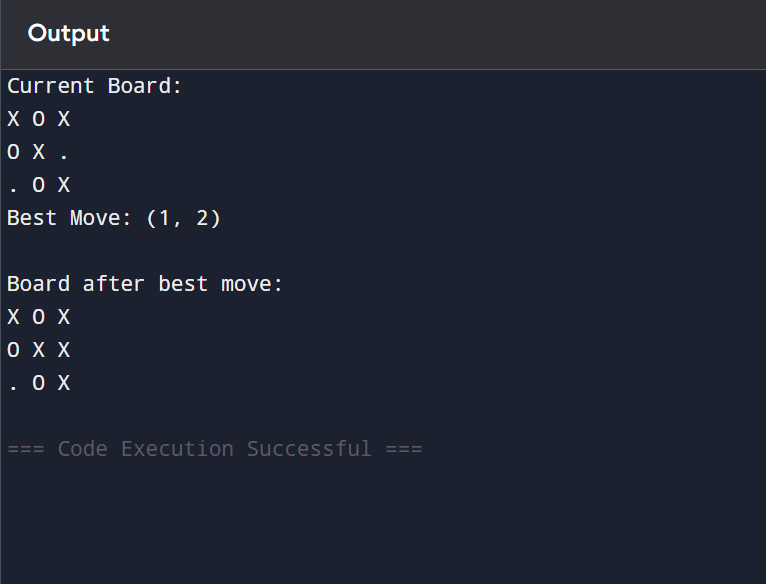 Output
Current Board:
X O X
O X .
. O X
Best Move: (1, 2)
Board after best move:
X O X
O X X
. O X
=== Code Execution Successful ===